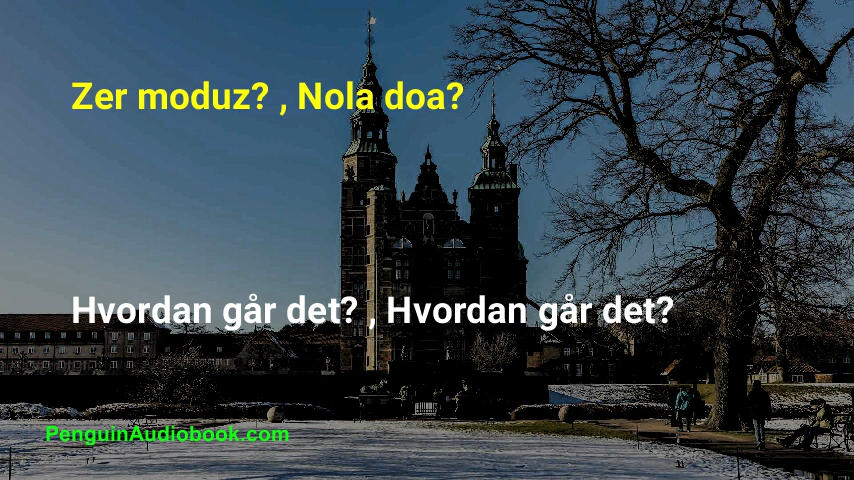 Zer moduz? , Nola doa?
Hvordan går det? , Hvordan går det?
PenguinAudiobook.com